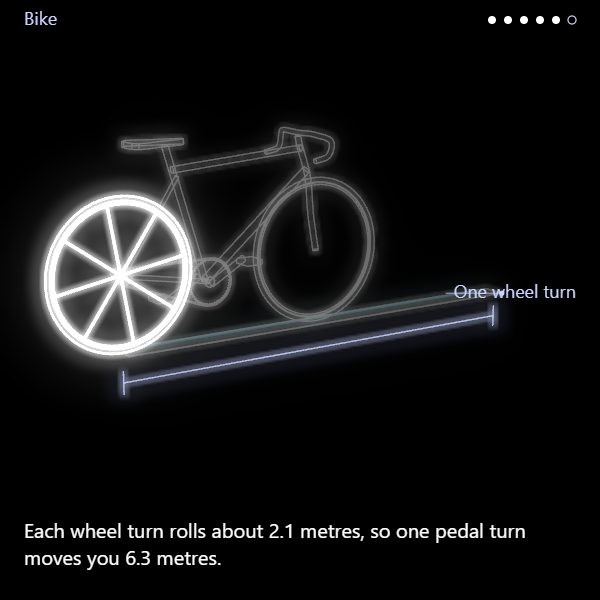 Bike
One wheel turn
Each wheel turn rolls about 2.1 metres, so one pedal turn
moves you 6.3 metres.